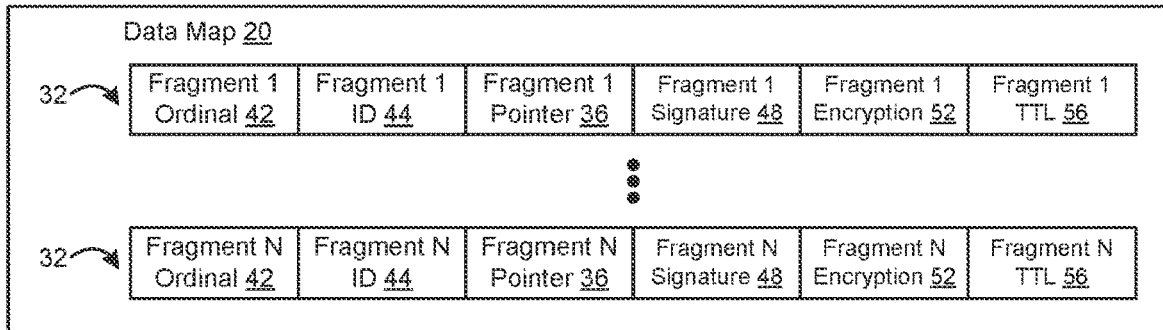 Data Map 20
32 Fragment 1 Fragment 1 Fragment 1 Fragment 1 Fragment 1 Fragment 1
Ordinal 42 ID 44 Pointer 36 Signature 48 Encryption 52 TTL 56
32 Fragment N Fragment N Fragment N Fragment N Fragment N Fragment N
Ordinal 42 ID 44 Pointer 36 Signature 48 Encryption 52 TTL 56